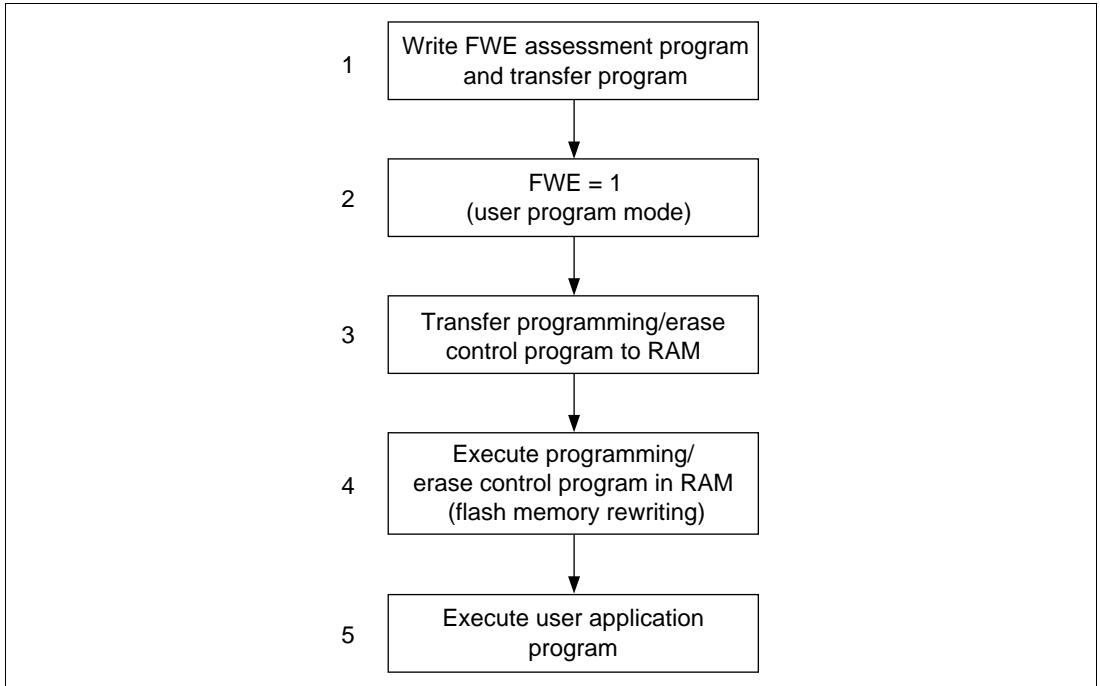 1
Write FWE assessment program
and transfer program
2
FWE = 1
(user program mode)
3
Transfer programming/erase
control program to RAM
4
Execute programming/
erase control program in RAM
(flash memory rewriting)
5
Execute user application
program